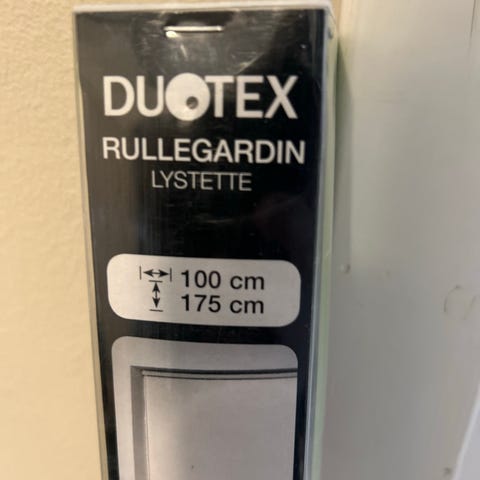 DUOTEX
RULLEGARDIN
LYSTETTE
100 cm
175 cm